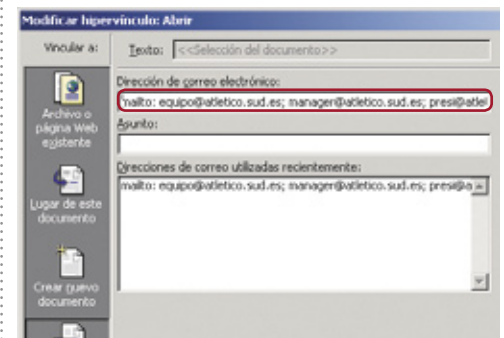 Modificar hipervínculo: Abrir
Vincular a:
Texto: <<Selección del documento>>
Dirección de correo electrónico:
mailto: equipo@atletico.sud.es; manager@atletico.sud.es; presi@atlei
Archivo o
página Web
existente
Asunto:
Direcciones de correo utilizadas recientemente:
mailto: equipo@atletico.sud.es; manager@atletico.sud.es; presi@a
Lugar de este
documento
Crear nuevo
documento